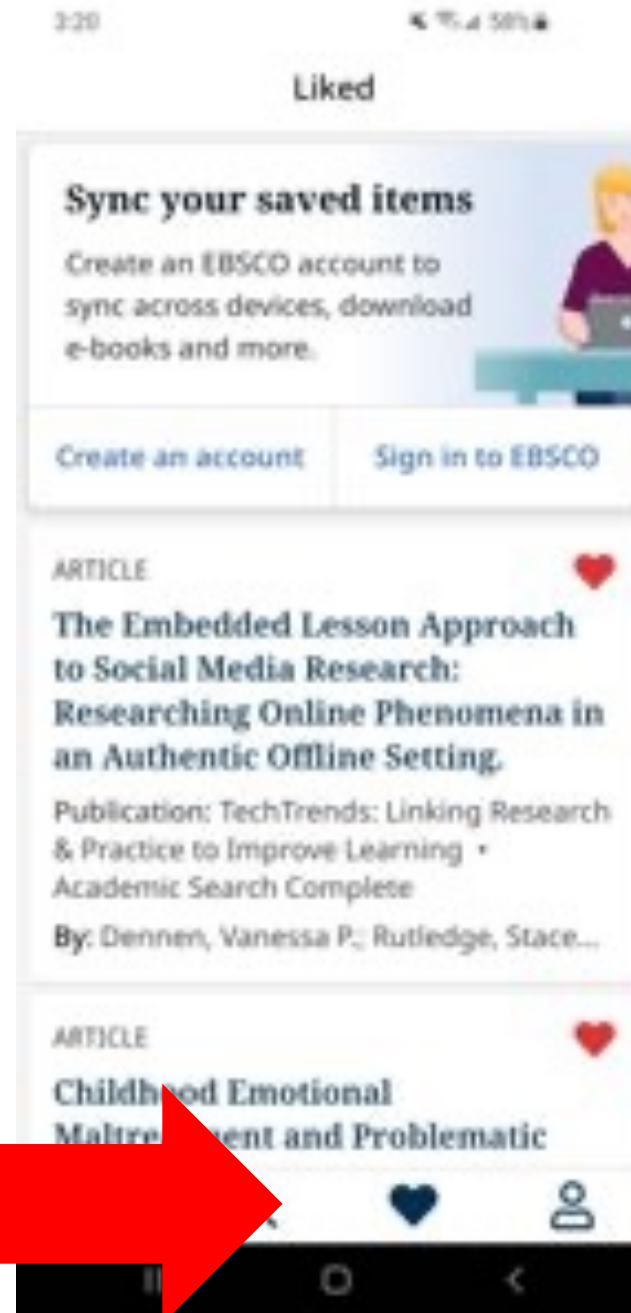 3:20 58%
Liked
Sync your saved items
Create an EBSCO account to
sync across devices, download
e-books and more.
Create an account Sign in to EBSCO
ARTICLE
The Embedded Lesson Approach
to Social Media Research:
Researching Online Phenomena in
an Authentic Offline Setting.
Publication: TechTrends: Linking Research
& Practice to Improve Learning •
Academic Search Complete
By: Dennen, Vanessa P.; Rutledge, Stace...
ARTICLE
Childhood Emotional
and Problematic